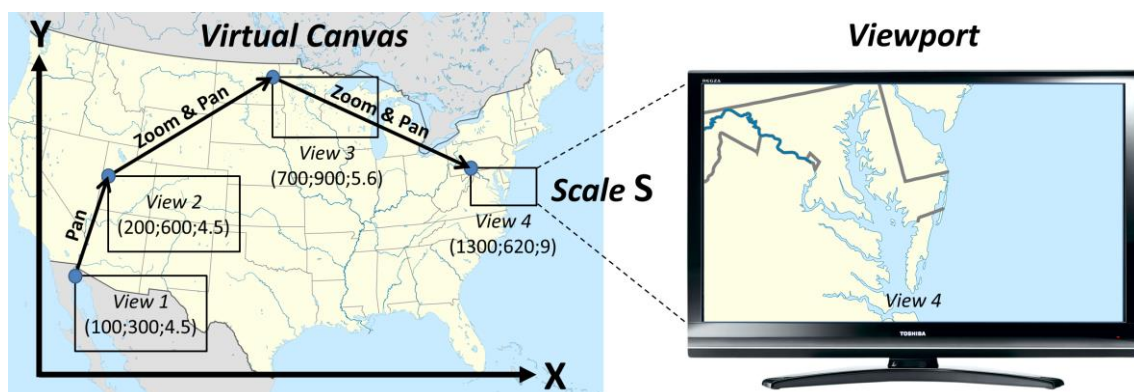 Y
Virtual Canvas
Viewport
Zoom & Pan
Zoom & Pan
View 3
(700;900;5.6)
Pan
View 2
(200;600;4.5)
Scale S
View 4
(1300;620;9)
View 1
(100;300;4.5)
X
REGZA
View 4
TOSHIBA